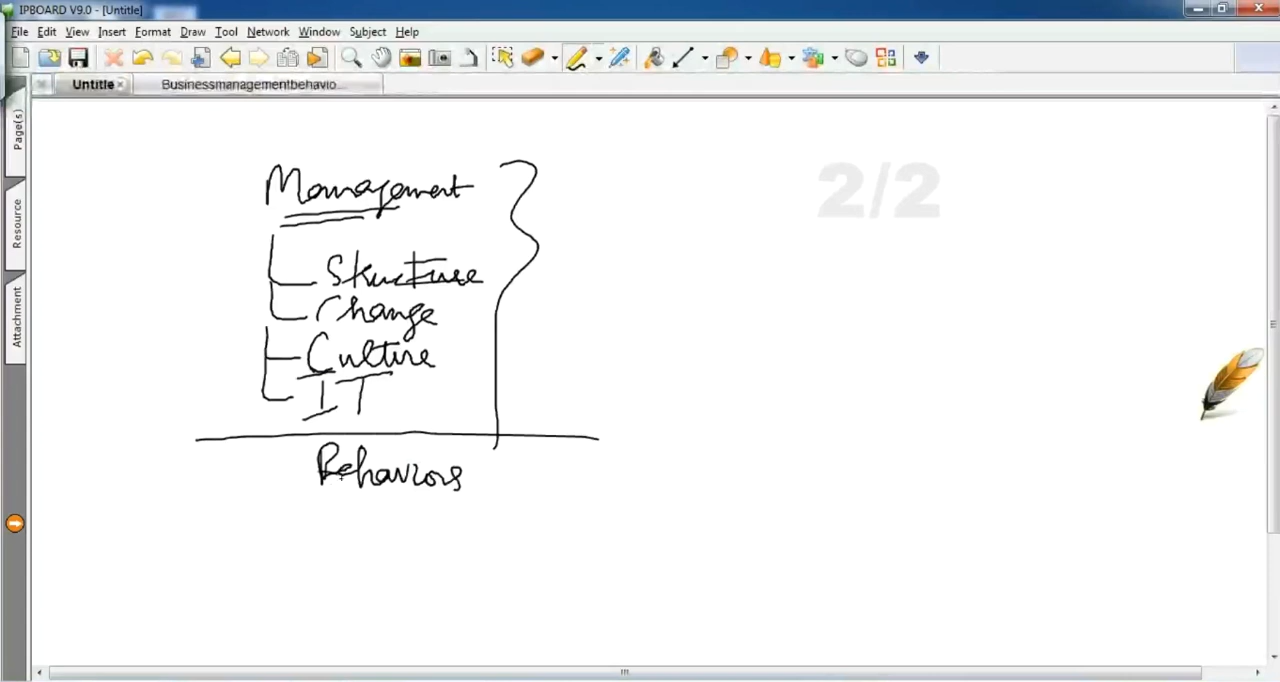 IPBOARD V9.0 - [Untitle]
File Edit View Insert Format Draw Tool Network Window Subject Help
Untitle Businessmanagementbehavio...
Page(s)
Resource
Attachment
2/2
Management
Structure
Change
Culture
IT
Behaviors